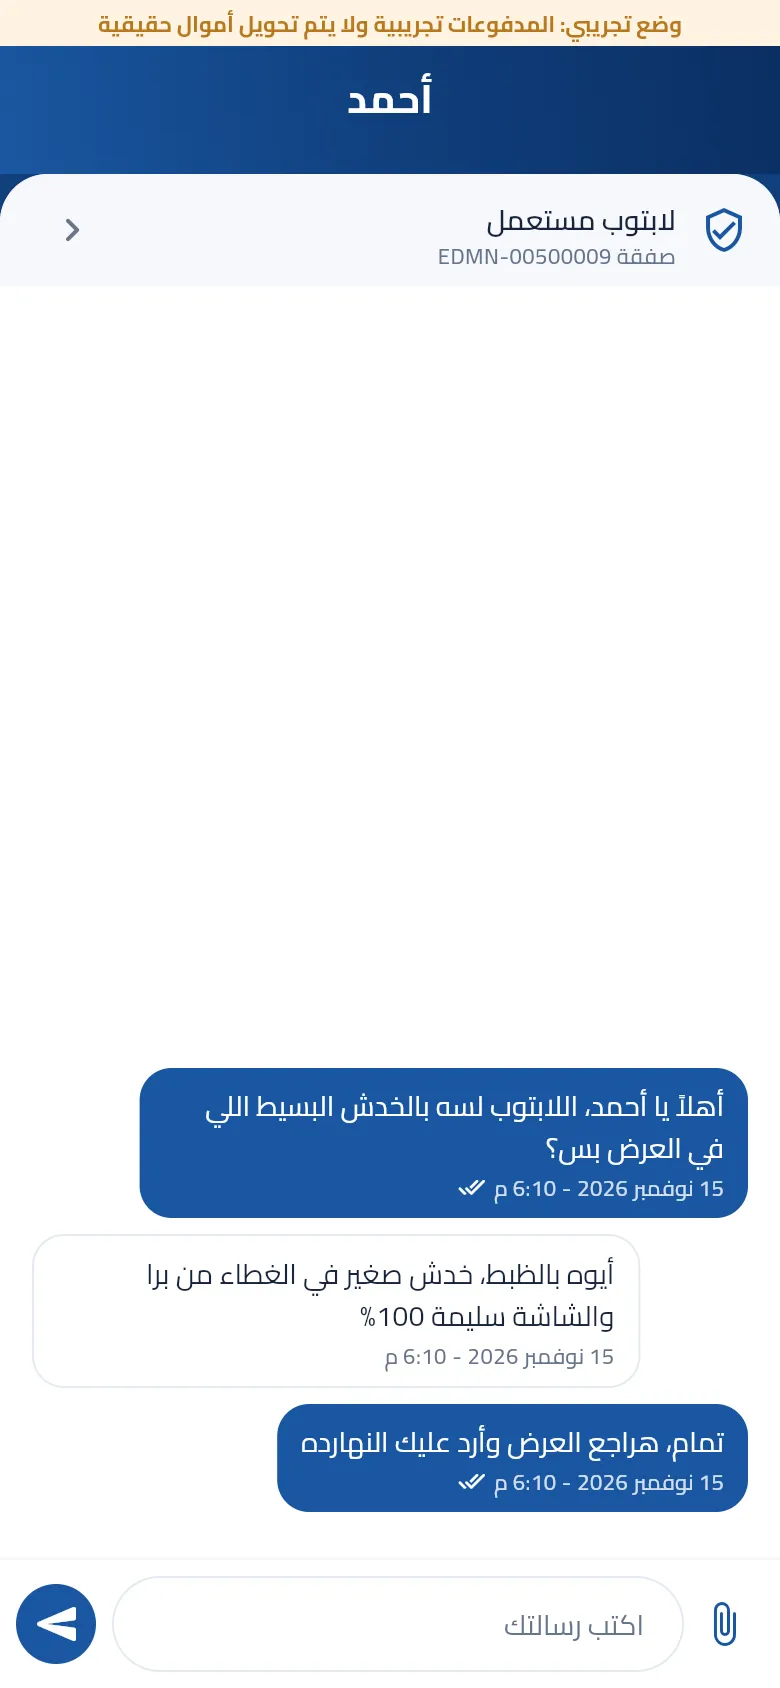 وضع تجريبي: المدفوعات تجريبية ولا يتم تحويل أموال حقيقية
أحمد
لابتوب مستعمل
صفقة EDMN-00500009
أهلاً يا أحمد، اللابتوب لسه بالخدش البسيط اللي
في العرض بس؟
15 نوفمبر 2026 - 6:10 م
أيوه بالظبط، خدش صغير في الغطاء من برا
والشاشة سليمة 100%
15 نوفمبر 2026 - 6:10 م
تمام، هراجع العرض وأرد عليك النهارده
15 نوفمبر 2026 - 6:10 م
اكتب رسالتك